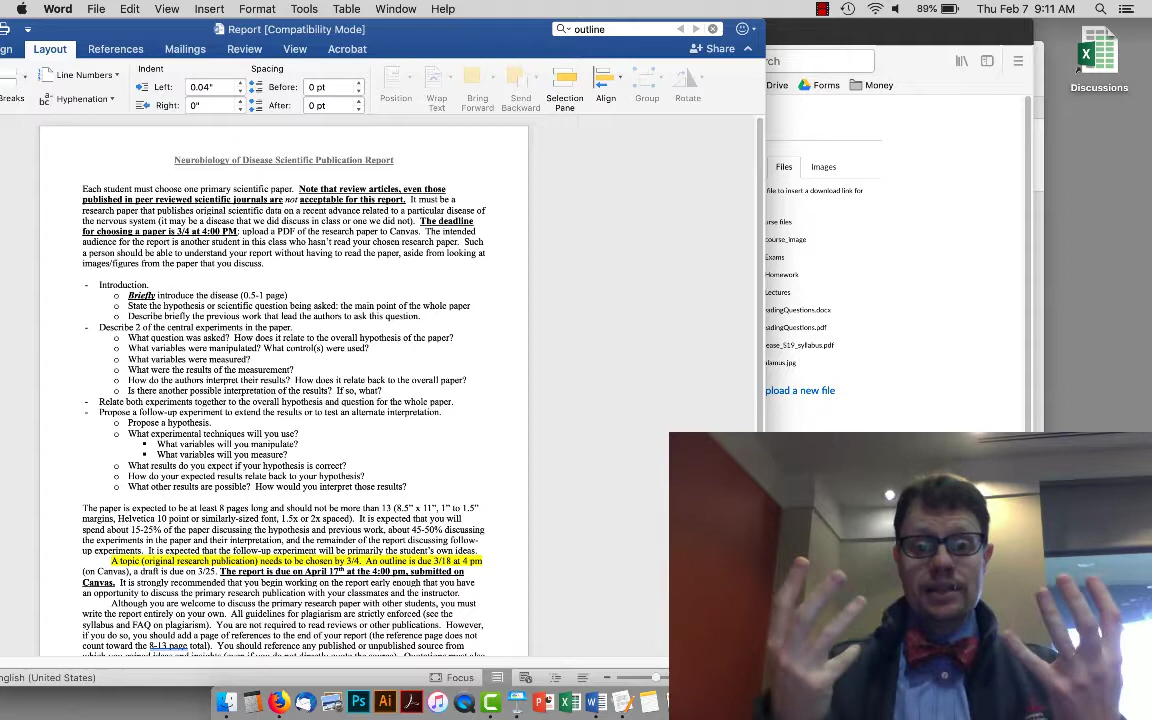 Word File Edit View Insert Format Tools Table Window Help 89% Thu Feb 7 9:11 AM
Report [Compatibility Mode]
outline
Layout References Mailings Review View Acrobat
Share
Line Numbers
Hyphenation
Indent
Left: 0.04"
Right: 0"
Spacing
Before: 0 pt
After: 0 pt
Position
Wrap Text
Bring Forward
Send Backward
Selection Pane
Align
Group
Rotate
Neurobiology of Disease Scientific Publication Report
Each student must choose one primary scientific paper. Note that review articles, even those
published in peer reviewed scientific journals are not acceptable for this report. It must be a
research paper that publishes original scientific data on a recent advance related to a particular disease of
the nervous system (it may be a disease that we did discuss in class or one we did not). The deadline
for choosing a paper is 3/4 at 4:00 PM; upload a PDF of the research paper to Canvas. The intended
audience for the report is another student in this class who hasn't read your chosen research paper. Such
a person should be able to understand your report without having to read the paper, aside from looking at
images/figures from the paper that you discuss.
- Introduction.
o Briefly introduce the disease (0.5-1 page)
o State the hypothesis or scientific question being asked: the main point of the whole paper
o Describe briefly the previous work that lead the authors to ask this question.
- Describe 2 of the central experiments in the paper.
o What question was asked? How does it relate to the overall hypothesis of the paper?
o What variables were manipulated? What control(s) were used?
o What variables were measured?
o What were the results of the measurement?
o How do the authors interpret their results? How does it relate back to the overall paper?
o Is there another possible interpretation of the results? If so, what?
- Relate both experiments together to the overall hypothesis and question for the whole paper.
- Propose a follow-up experiment to extend the results or to test an alternate interpretation.
o Propose a hypothesis.
o What experimental techniques will you use?
▪ What variables will you manipulate?
▪ What variables will you measure?
o What results do you expect if your hypothesis is correct?
o How do your expected results relate back to your hypothesis?
o What other results are possible? How would you interpret those results?
The paper is expected to be at least 8 pages long and should not be more than 13 (8.5" x 11", 1" to 1.5"
margins, Helvetica 10 point or similarly-sized font, 1.5x or 2x spaced). It is expected that you will
spend about 15-25% of the paper discussing the hypothesis and previous work, about 45-50% discussing
the experiments in the paper and their interpretation, and the remainder of the report discussing follow-
up experiments. It is expected that the follow-up experiment will be primarily the student's own ideas.
A topic (original research publication) needs to be chosen by 3/4. An outline is due 3/18 at 4 pm
(on Canvas), a draft is due on 3/25. The report is due on April 17th at the 4:00 pm, submitted on
Canvas. It is strongly recommended that you begin working on the report early enough that you have
an opportunity to discuss the primary research publication with your classmates and the instructor.
Although you are welcome to discuss the primary research paper with other students, you must
write the report entirely on your own. All guidelines for plagiarism are strictly enforced (see the
syllabus and FAQ on plagiarism). You are not required to read reviews or other publications. However,
if you do so, you should add a page of references to the end of your report (the reference page does not
count toward the 8-13 page total). You should reference any published or unpublished source from
nglish (United States)
Focus
rch
Drive Forms Money
Files Images
file to insert a download link for
urse files
course_image
Exams
Homework
Lectures
eadingQuestions.docx
eadingQuestions.pdf
ease_S19_syllabus.pdf
alamus.jpg
pload a new file
Discussions